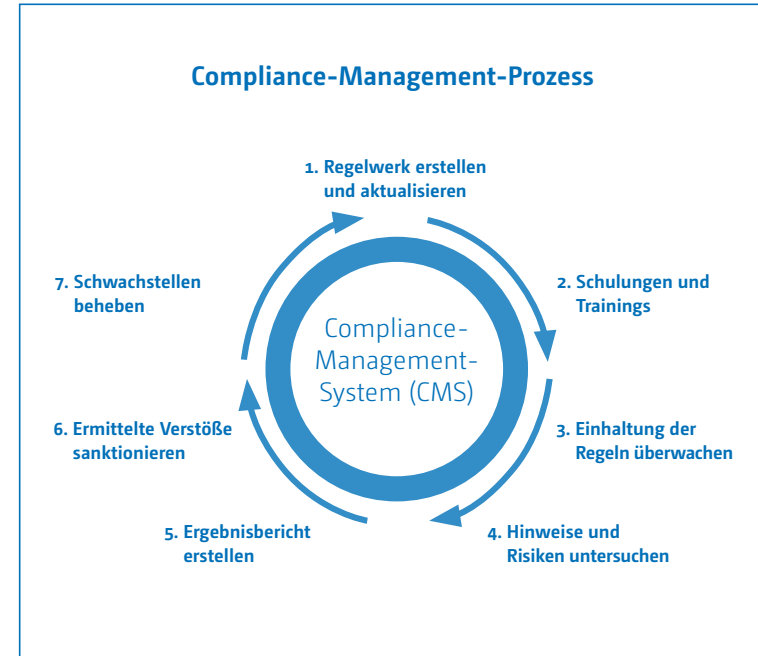 Compliance-Management-Prozess
1. Regelwerk erstellen
und aktualisieren
2. Schulungen und
Trainings
3. Einhaltung der
Regeln überwachen
4. Hinweise und
Risiken untersuchen
5. Ergebnisbericht
erstellen
6. Ermittelte Verstöße
sanktionieren
7. Schwachstellen
beheben
Compliance-
Management-
System (CMS)